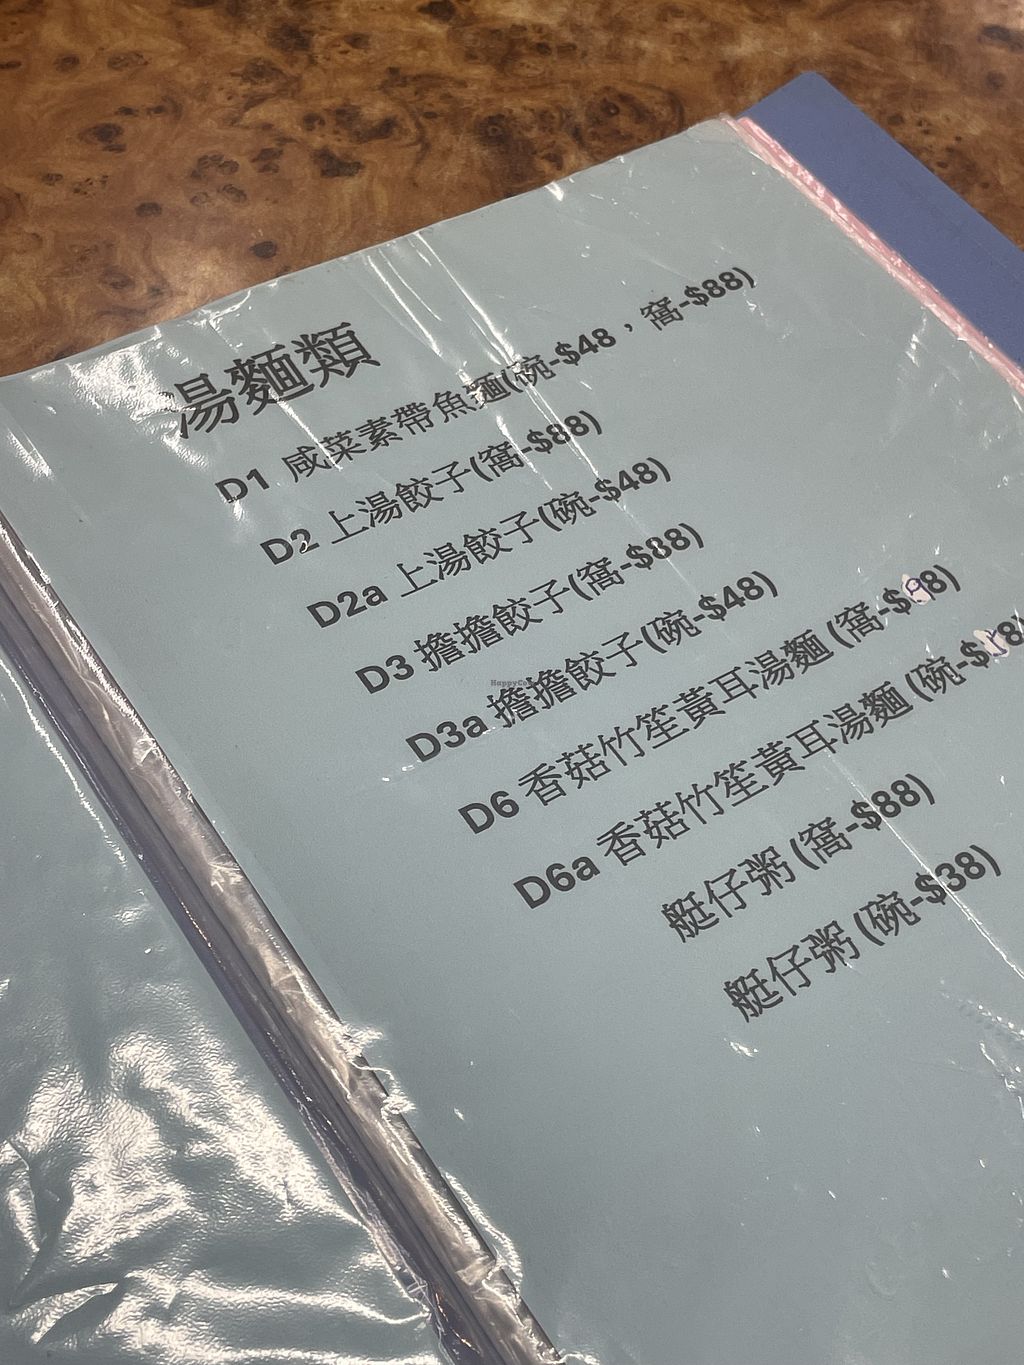 湯麵類
D1 咸菜素帶魚麵(碗-$48，窩-$88)
D2 上湯餃子(窩-$88)
D2a 上湯餃子(碗-$48)
D3 擔擔餃子(窩-$88)
D3a 擔擔餃子(碗-$48)
D6 香菇竹笙黃耳湯麵 (窩-$98)
D6a 香菇竹笙黃耳湯麵 (碗-$58)
艇仔粥 (窩-$88)
艇仔粥 (碗-$38)